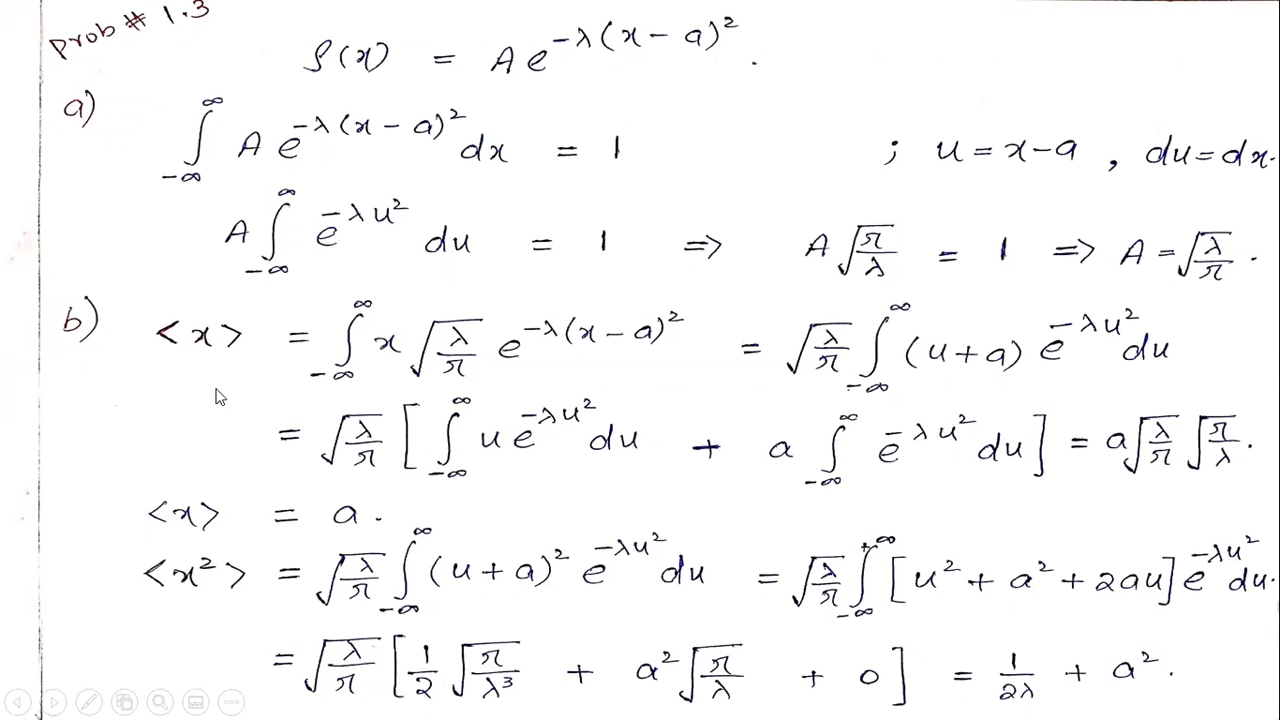 Prob # 1.3
ρ(x) = A e^{-λ(x-a)^2} .
a)
∫_{-∞}^{∞} A e^{-λ(x-a)^2} dx = 1 ; u = x-a , du = dx.
A ∫_{-∞}^{∞} e^{-λu^2} du = 1 => A √(π/λ) = 1 => A = √(λ/π) .
b) <x> = ∫_{-∞}^{∞} x √(λ/π) e^{-λ(x-a)^2} = √(λ/π) ∫_{-∞}^{∞} (u+a) e^{-λu^2} du
= √(λ/π) [ ∫_{-∞}^{∞} u e^{-λu^2} du + a ∫_{-∞}^{∞} e^{-λu^2} du ] = a √(λ/π) √(π/λ) .
<x> = a .
<x^2> = √(λ/π) ∫_{-∞}^{∞} (u+a)^2 e^{-λu^2} du = √(λ/π) ∫_{-∞}^{+∞} [u^2 + a^2 + 2au] e^{-λu^2} du.
= √(λ/π) [ 1/2 √(π/λ^3) + a^2 √(π/λ) + 0 ] = 1/2λ + a^2 .